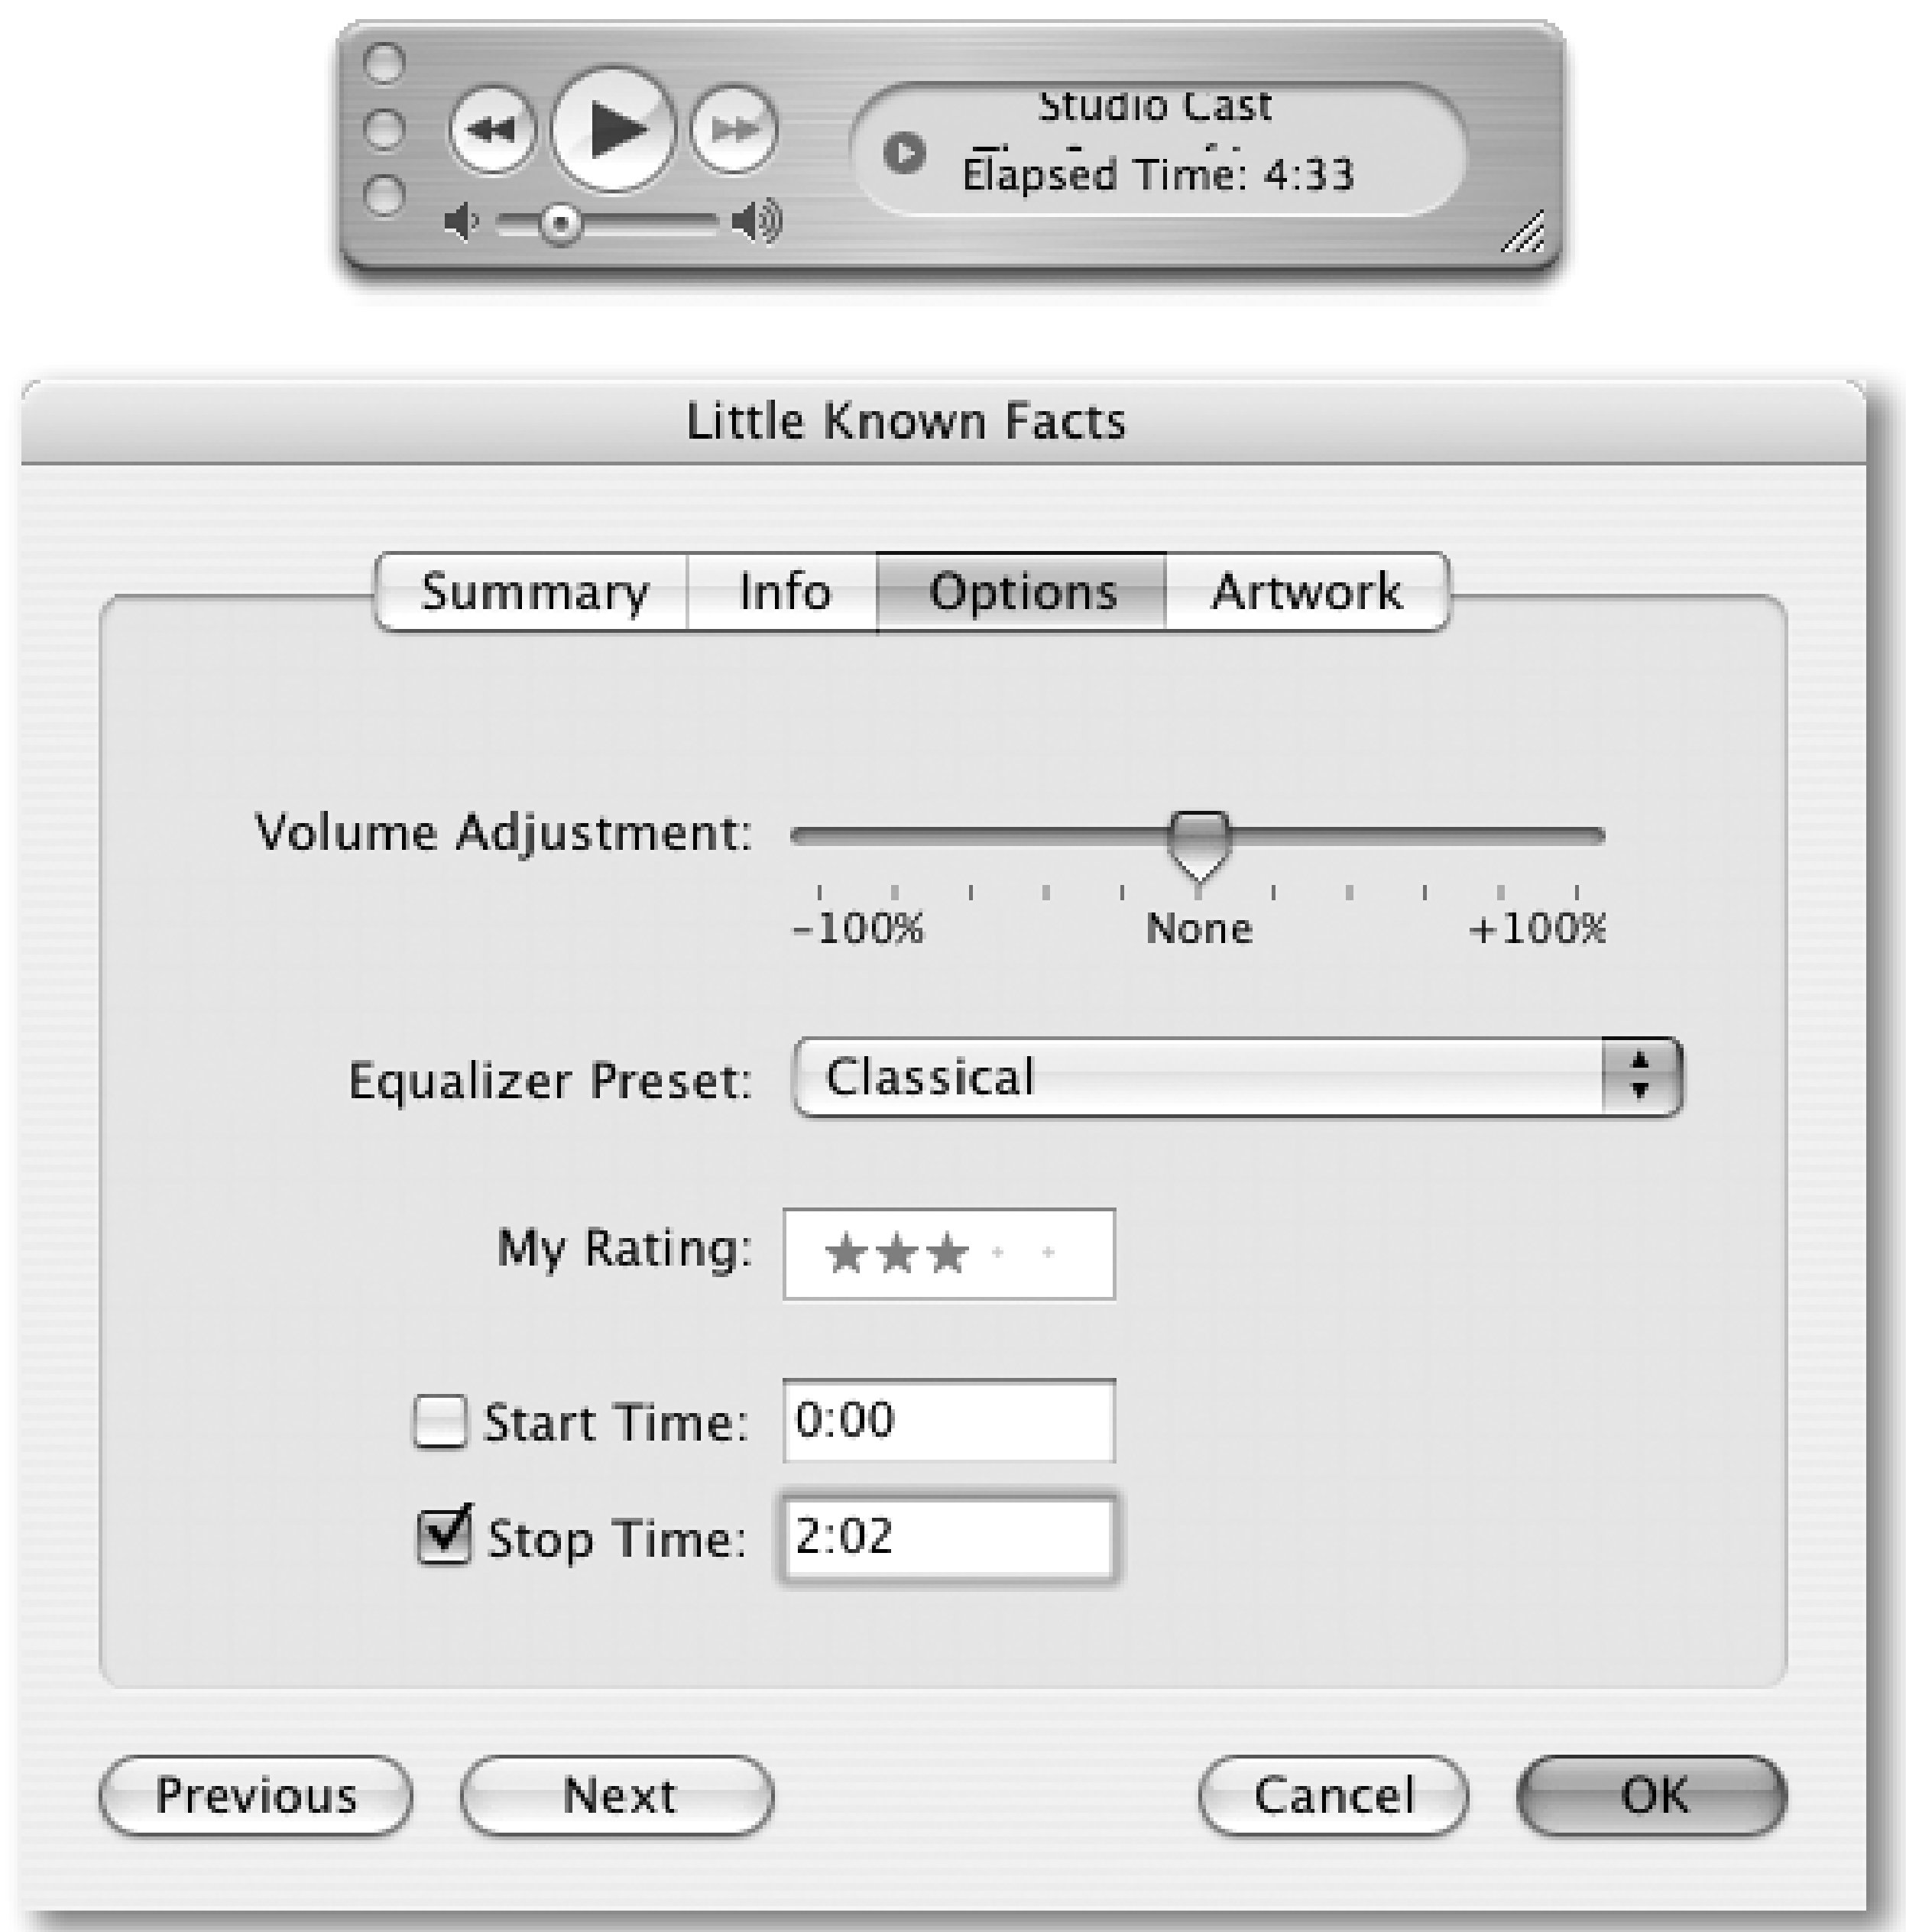 Studio Cast
Elapsed Time: 4:33
Little Known Facts
Summary Info Options Artwork
Volume Adjustment:
-100% None +100%
Equalizer Preset: Classical
My Rating:
Start Time: 0:00
Stop Time: 2:02
Previous Next Cancel OK